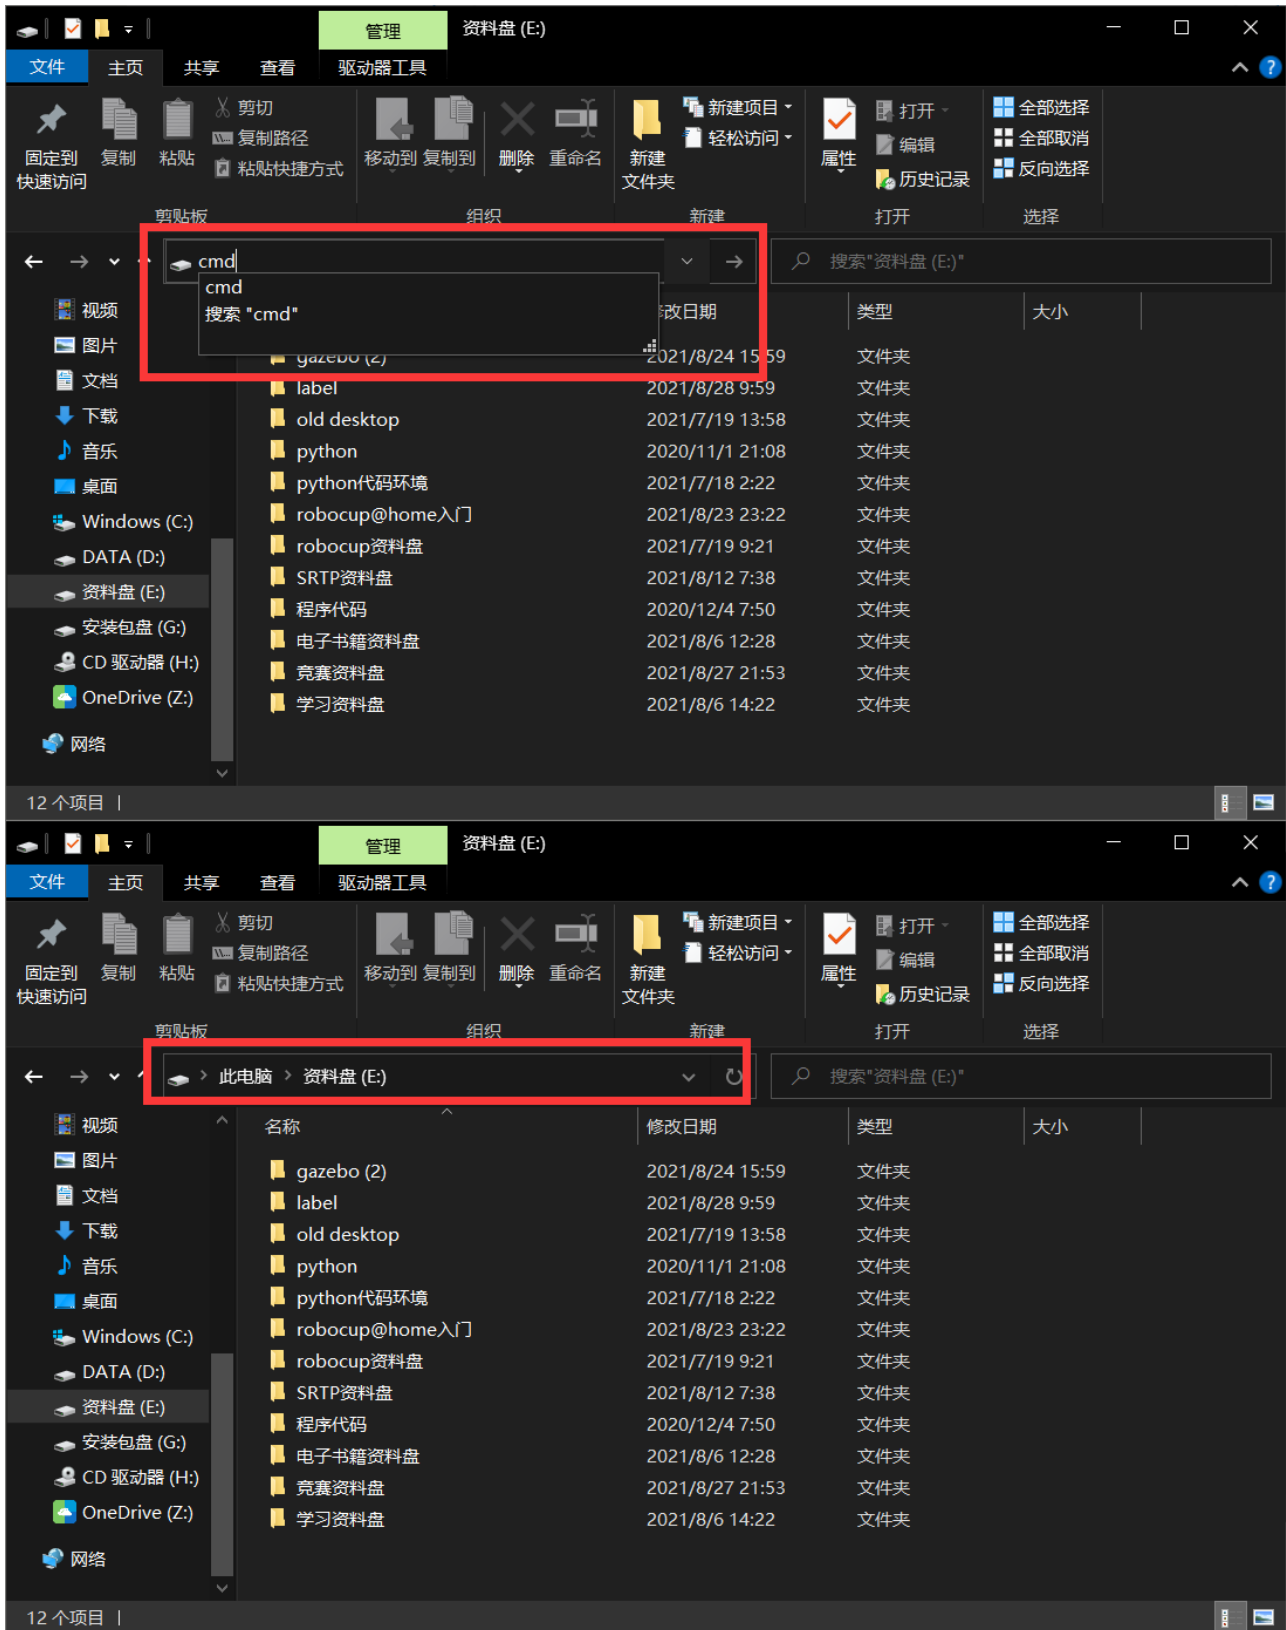 管理 资料盘 (E:)
文件 主页 共享 查看 驱动器工具
固定到快速访问 复制 粘贴 剪切 移动到 复制到 删除 重命名 新建文件夹 新建项目 属性 打开 全部选择
复制路径 轻松访问 编辑 全部取消
粘贴快捷方式 历史记录 反向选择
剪贴板 组织 新建 打开 选择
cmd 搜索"资料盘 (E:)"
cmd
搜索 "cmd"
视频 修改日期 类型 大小
图片 gazebo (2) 2021/8/24 15:59 文件夹
文档 label 2021/8/28 9:59 文件夹
下载 old desktop 2021/7/19 13:58 文件夹
音乐 python 2020/11/1 21:08 文件夹
桌面 python代码环境 2021/7/18 2:22 文件夹
Windows (C:) robocup@home入门 2021/8/23 23:22 文件夹
DATA (D:) robocup资料盘 2021/7/19 9:21 文件夹
资料盘 (E:) SRTP资料盘 2021/8/12 7:38 文件夹
安装包盘 (G:) 程序代码 2020/12/4 7:50 文件夹
CD 驱动器 (H:) 电子书籍资料盘 2021/8/6 12:28 文件夹
OneDrive (Z:) 竞赛资料盘 2021/8/27 21:53 文件夹
学习资料盘 2021/8/6 14:22 文件夹
网络
12 个项目
管理 资料盘 (E:)
文件 主页 共享 查看 驱动器工具
固定到快速访问 复制 粘贴 剪切 移动到 复制到 删除 重命名 新建文件夹 新建项目 属性 打开 全部选择
复制路径 轻松访问 编辑 全部取消
粘贴快捷方式 历史记录 反向选择
剪贴板 组织 新建 打开 选择
此电脑 资料盘 (E:) 搜索"资料盘 (E:)"
视频 名称 修改日期 类型 大小
图片 gazebo (2) 2021/8/24 15:59 文件夹
文档 label 2021/8/28 9:59 文件夹
下载 old desktop 2021/7/19 13:58 文件夹
音乐 python 2020/11/1 21:08 文件夹
桌面 python代码环境 2021/7/18 2:22 文件夹
Windows (C:) robocup@home入门 2021/8/23 23:22 文件夹
DATA (D:) robocup资料盘 2021/7/19 9:21 文件夹
资料盘 (E:) SRTP资料盘 2021/8/12 7:38 文件夹
安装包盘 (G:) 程序代码 2020/12/4 7:50 文件夹
CD 驱动器 (H:) 电子书籍资料盘 2021/8/6 12:28 文件夹
OneDrive (Z:) 竞赛资料盘 2021/8/27 21:53 文件夹
学习资料盘 2021/8/6 14:22 文件夹
网络
12 个项目